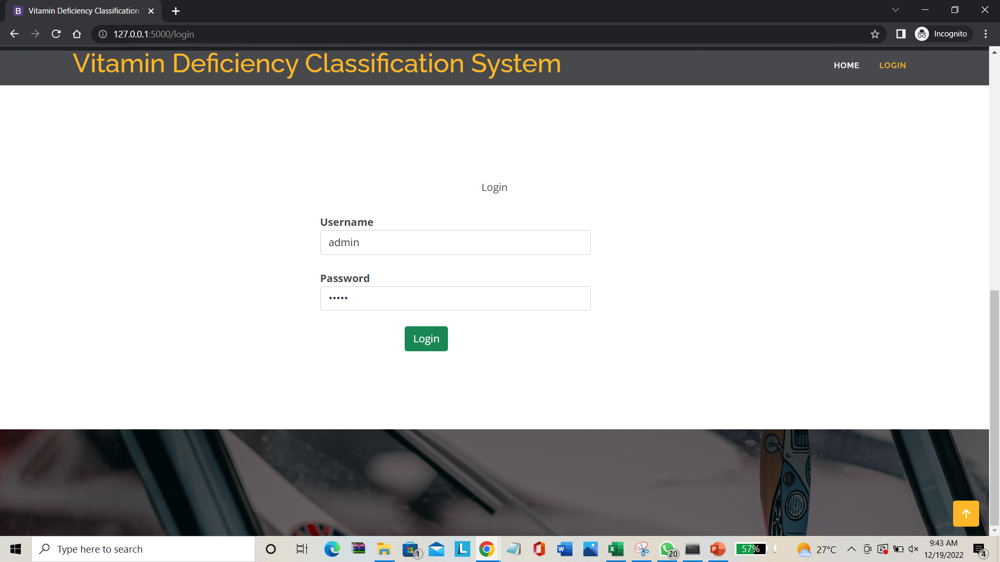 Vitamin Deficiency Classification
127.0.0.1:5000/login
Incognito
Vitamin Deficiency Classification System
HOME
LOGIN
Login
Username
admin
Password
•••••
Login
Type here to search
1
20
57%
27°C
9:43 AM
12/19/2022
4